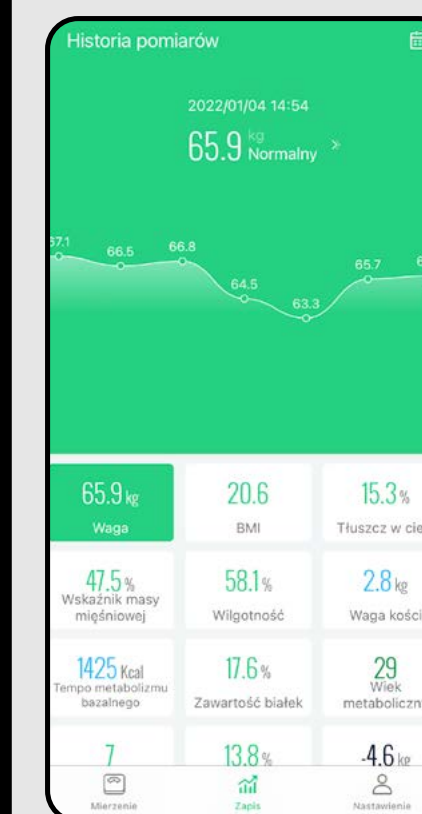 Historia pomiarów
2022/01/04 14:54
65.9 kg Normalny
67.1 66.5 66.8 64.5 63.3 65.7
65.9 kg
Waga
20.6
BMI
15.3 %
Tłuszcz w cie
47.5 %
Wskaźnik masy
mięśniowej
58.1 %
Wilgotność
2.8 kg
Waga kości
1425 Kcal
Tempo metabolizmu
bazalnego
17.6 %
Zawartość białek
29
Wiek
metaboliczn
7
13.8 %
-4.6 kg
Mierzenie
Zapis
Nastawienie